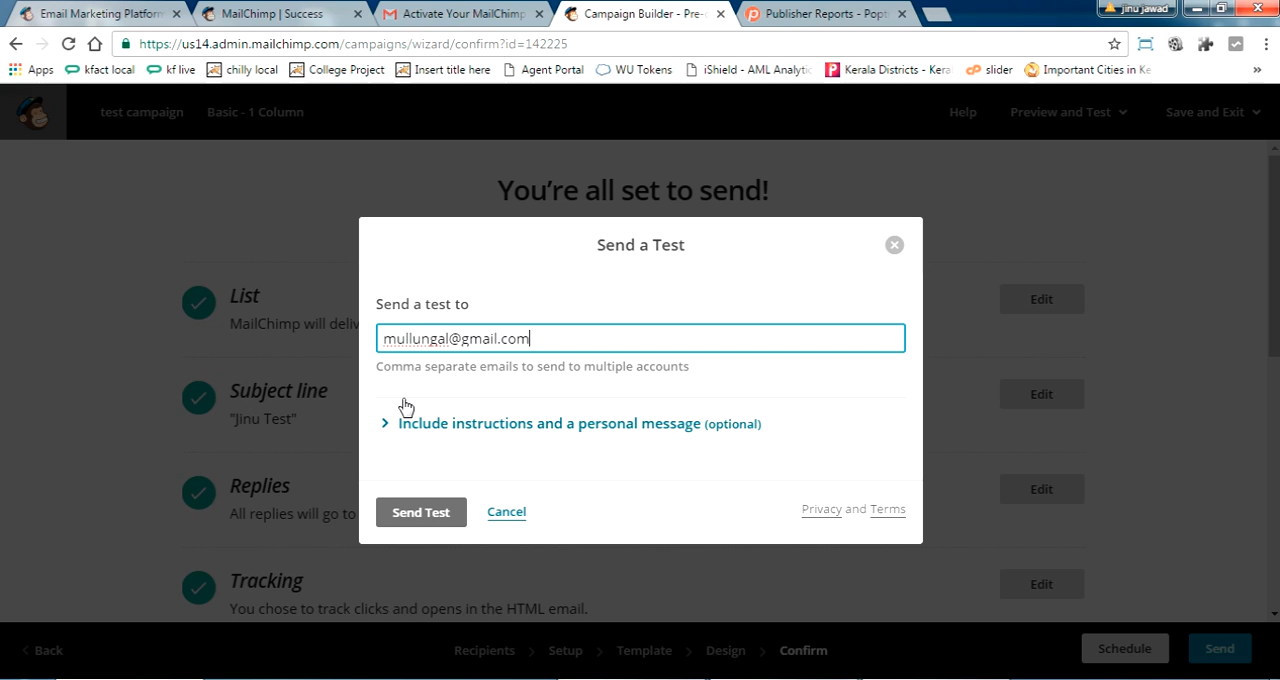 Email Marketing Platform
MailChimp | Success
Activate Your MailChimp
Campaign Builder - Pre-
Publisher Reports - Popti
jinu jawad
https://us14.admin.mailchimp.com/campaigns/wizard/confirm?id=142225
Apps
kfact local
kf live
chilly local
College Project
Insert title here
Agent Portal
WU Tokens
iShield - AML Analytic
Kerala Districts - Kera
slider
Important Cities in Ke
»
test campaign
Basic - 1 Column
Help
Preview and Test
Save and Exit
You're all set to send!
Send a Test
Send a test to
mullungal@gmail.com
Comma separate emails to send to multiple accounts
Include instructions and a personal message (optional)
Send Test
Cancel
Privacy and Terms
List
MailChimp will deliv
Edit
Subject line
"Jinu Test"
Edit
Replies
All replies will go to
Edit
Tracking
You chose to track clicks and opens in the HTML email.
Edit
Back
Recipients
Setup
Template
Design
Confirm
Schedule
Send